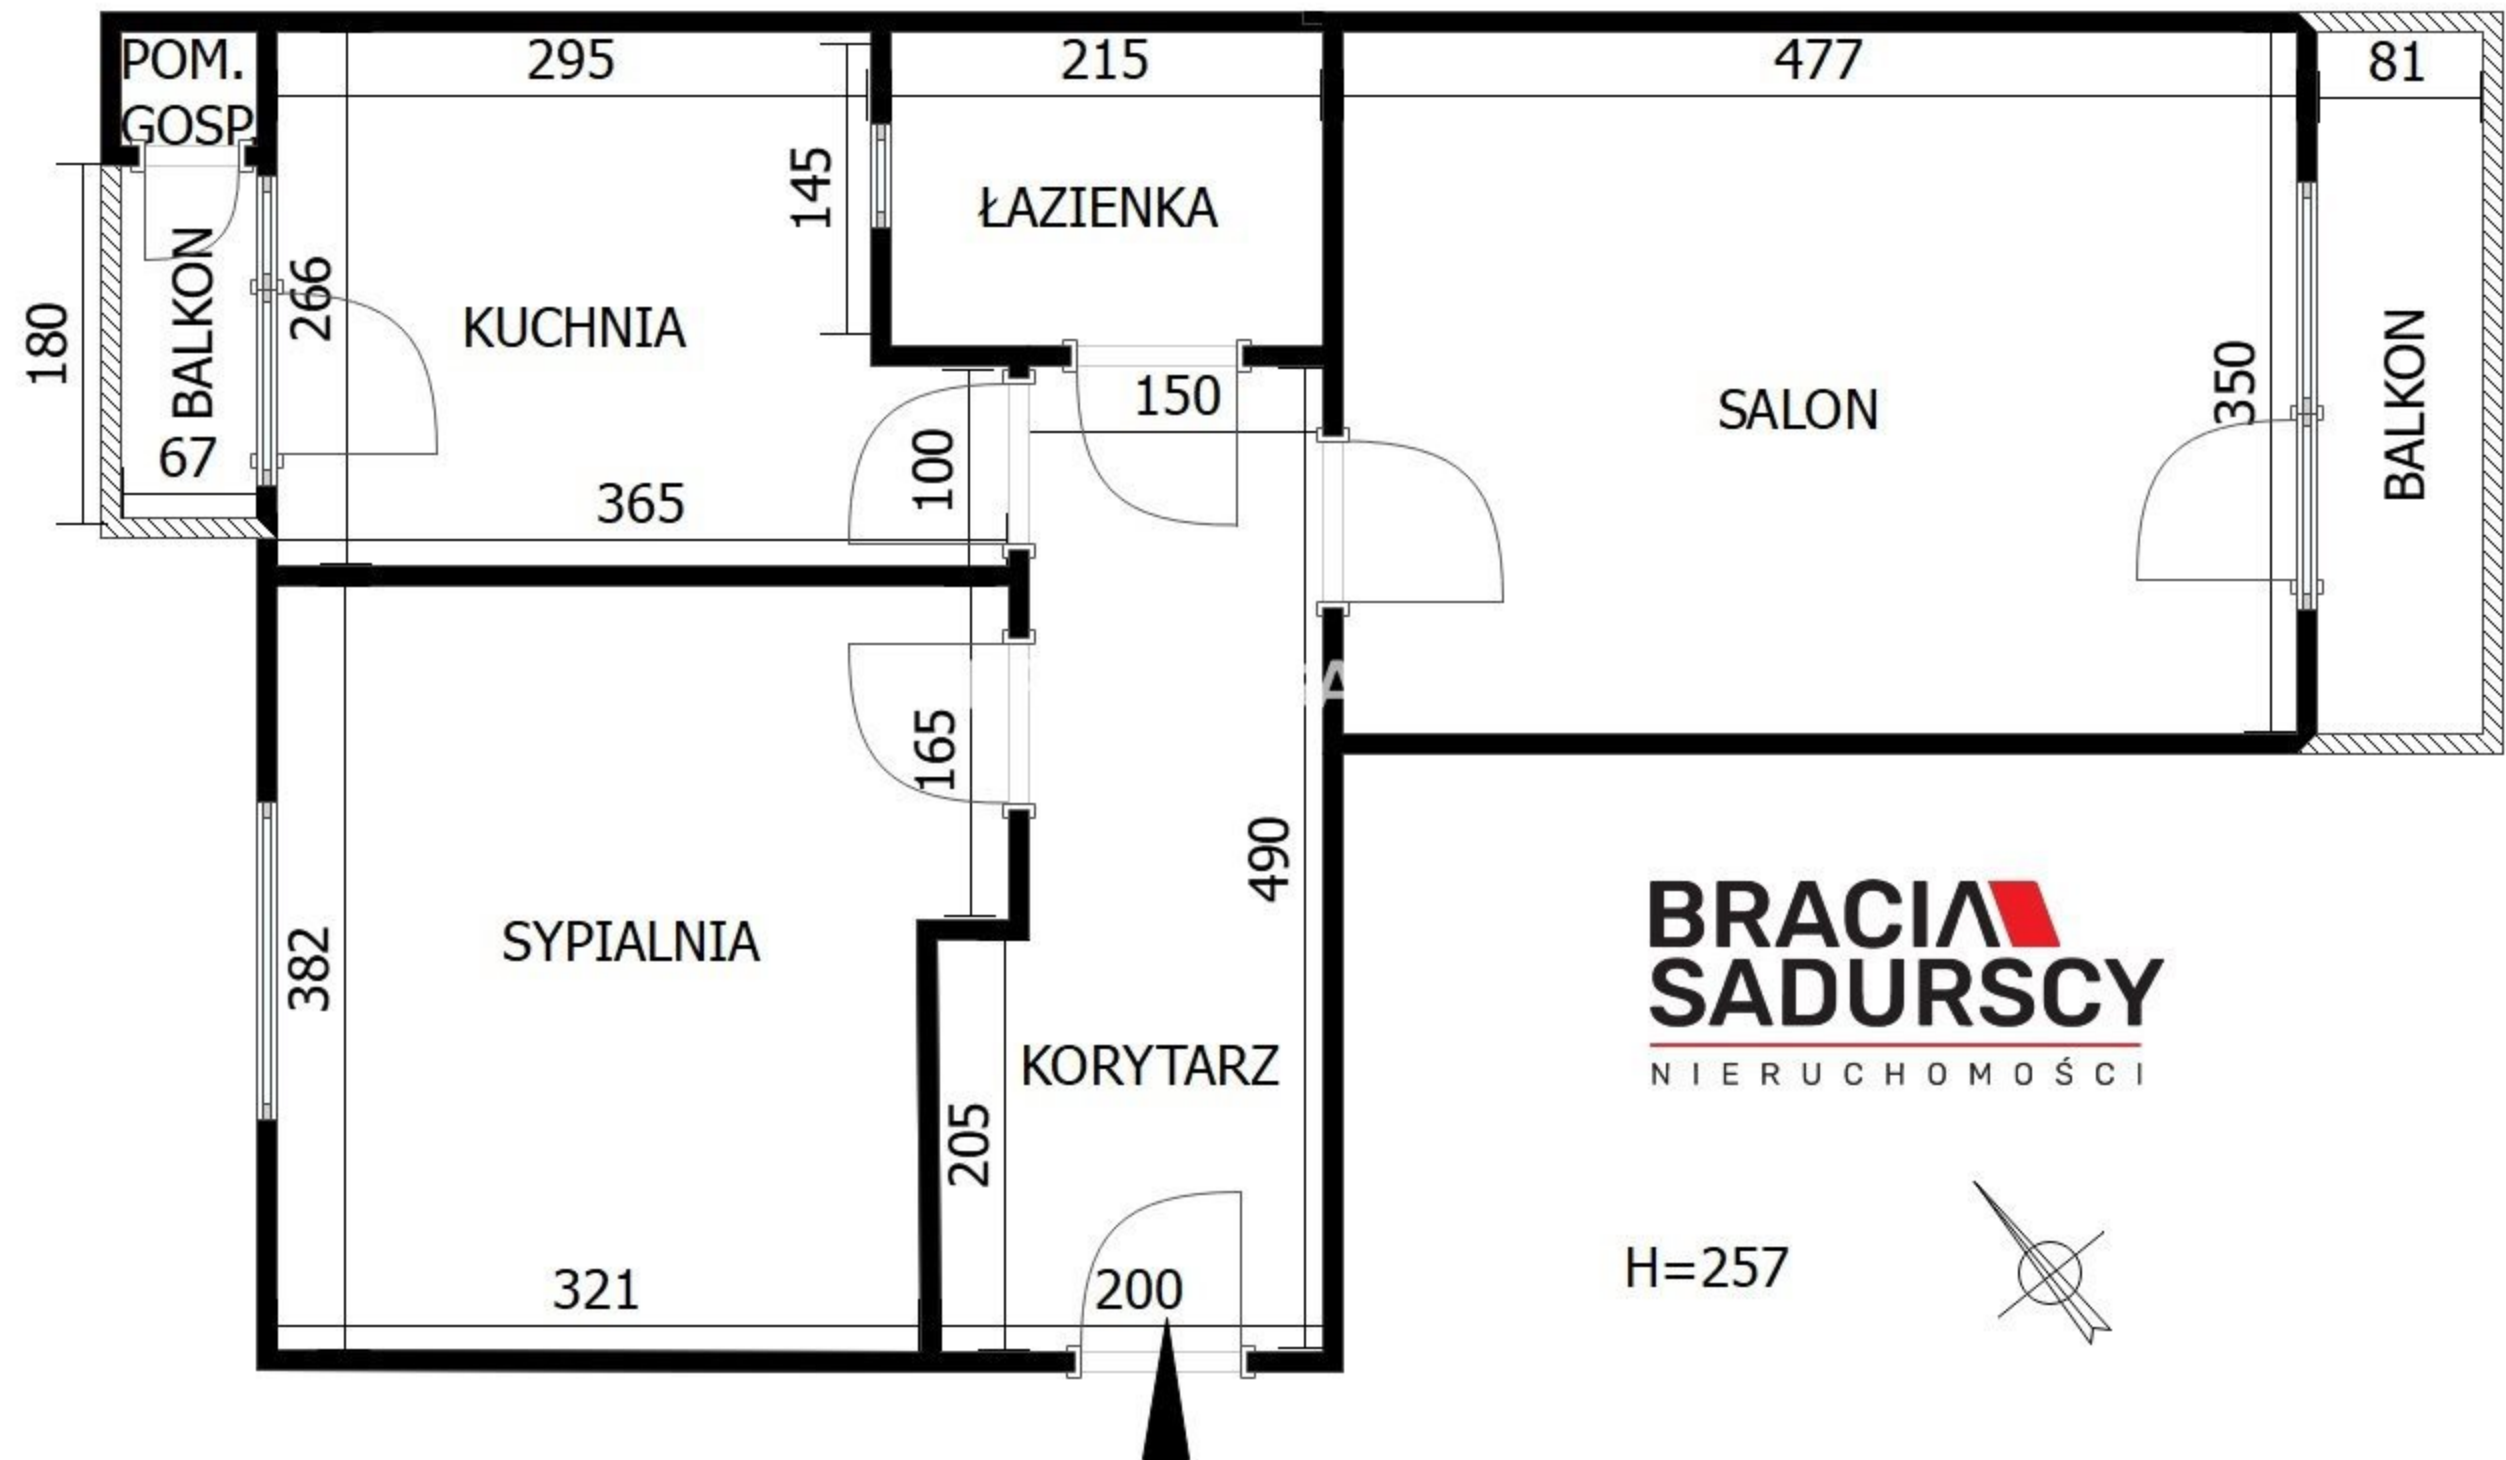 POM.
GOSP.
295
215
477
81
145
ŁAZIENKA
180
BALKON
266
KUCHNIA
67
365
100
150
SALON
350
BALKON
165
490
382
SYPIALNIA
KORYTARZ
205
321
200
BRACIA
SADURSCY
NIERUCHOMOŚCI
H=257